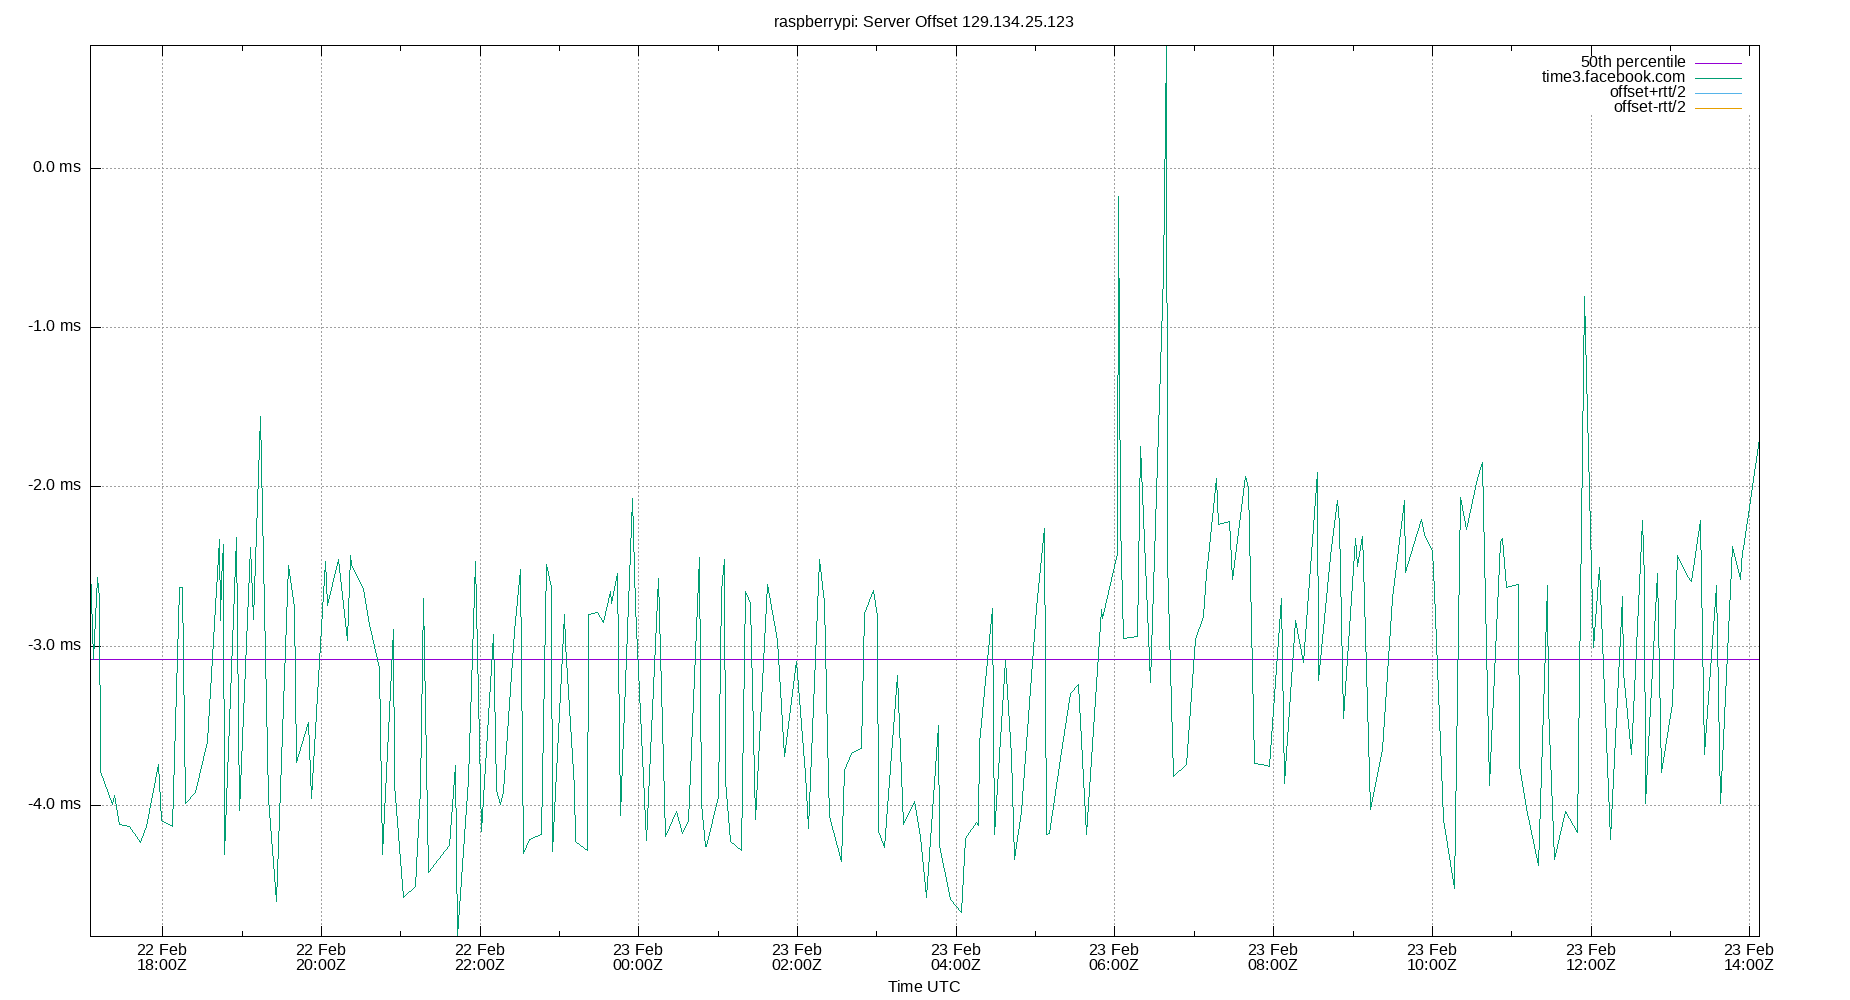 raspberrypi: Server Offset 129.134.25.123
50th percentile
time3.facebook.com
offset+rtt/2
offset-rtt/2
0.0 ms
-1.0 ms
-2.0 ms
-3.0 ms
-4.0 ms
22 Feb 22 Feb 22 Feb 23 Feb 23 Feb 23 Feb 23 Feb 23 Feb 23 Feb 23 Feb 23 Feb
18:00Z 20:00Z 22:00Z 00:00Z 02:00Z 04:00Z 06:00Z 08:00Z 10:00Z 12:00Z 14:00Z
Time UTC